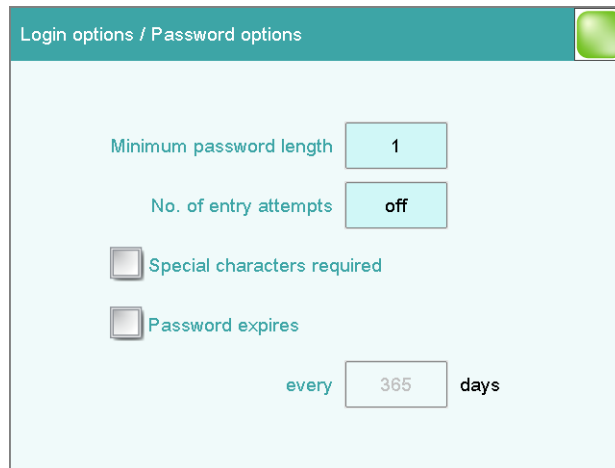 Login options / Password options
Minimum password length 1
No. of entry attempts off
Special characters required
Password expires
every 365 days